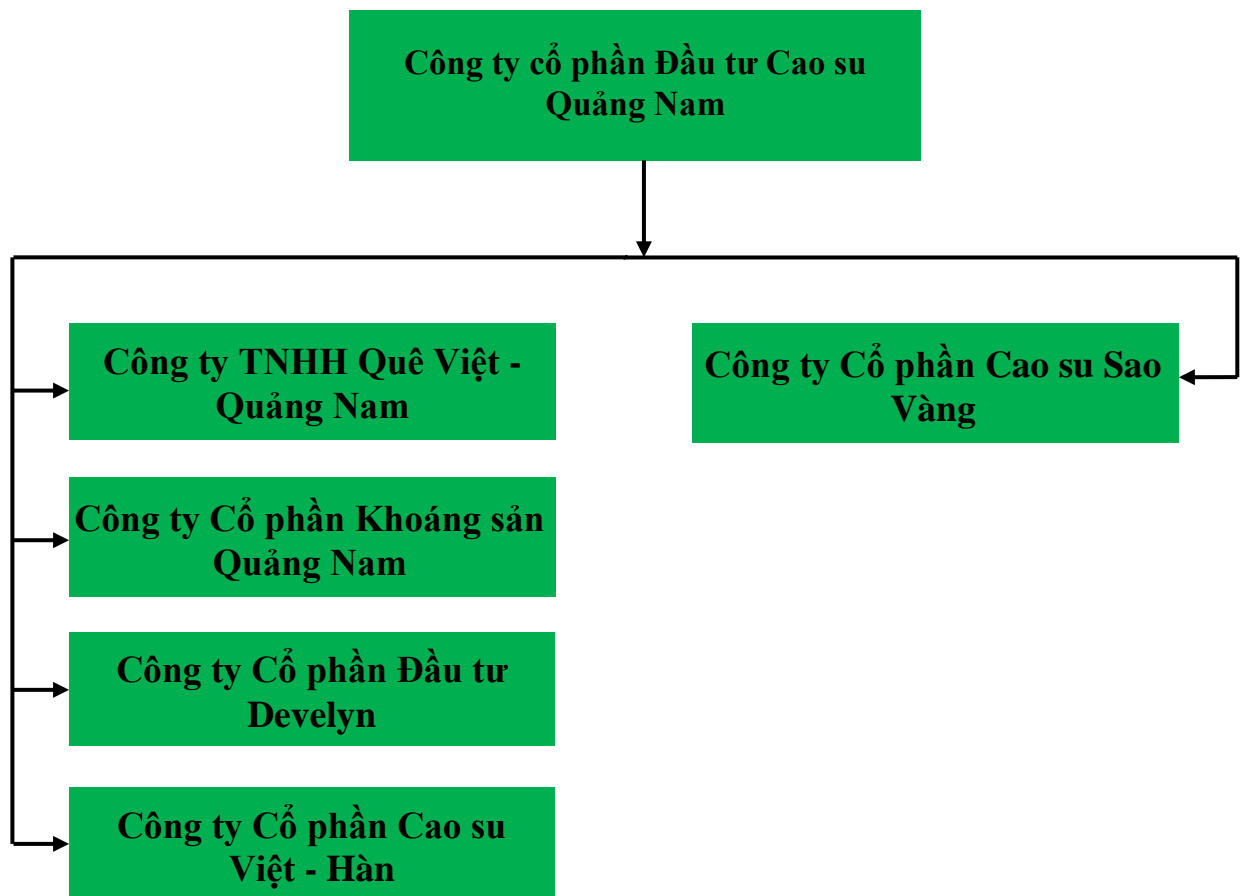 Công ty cổ phần Đầu tư Cao su
Quảng Nam
Công ty TNHH Quê Việt -
Quảng Nam
Công ty Cổ phần Cao su Sao
Vàng
Công ty Cổ phần Khoáng sản
Quảng Nam
Công ty Cổ phần Đầu tư
Develyn
Công ty Cổ phần Cao su
Việt - Hàn